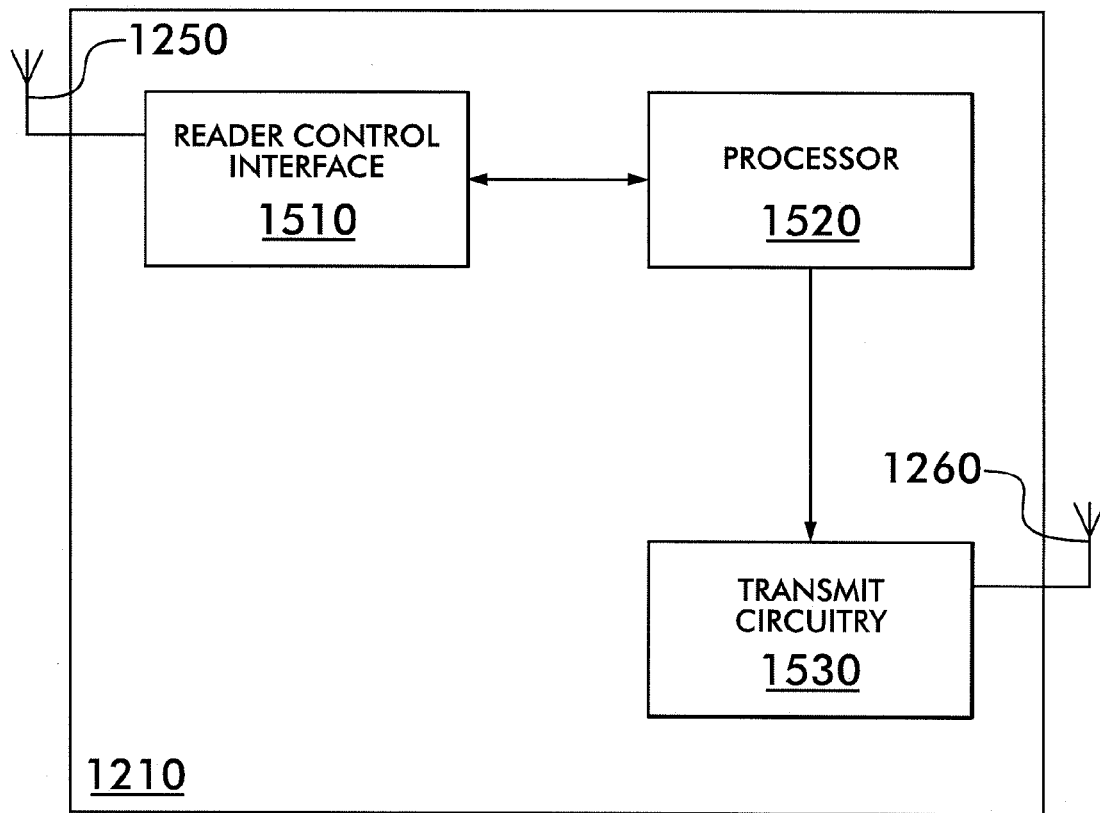 1250
READER CONTROL
INTERFACE
1510
PROCESSOR
1520
1260
TRANSMIT
CIRCUITRY
1530
1210